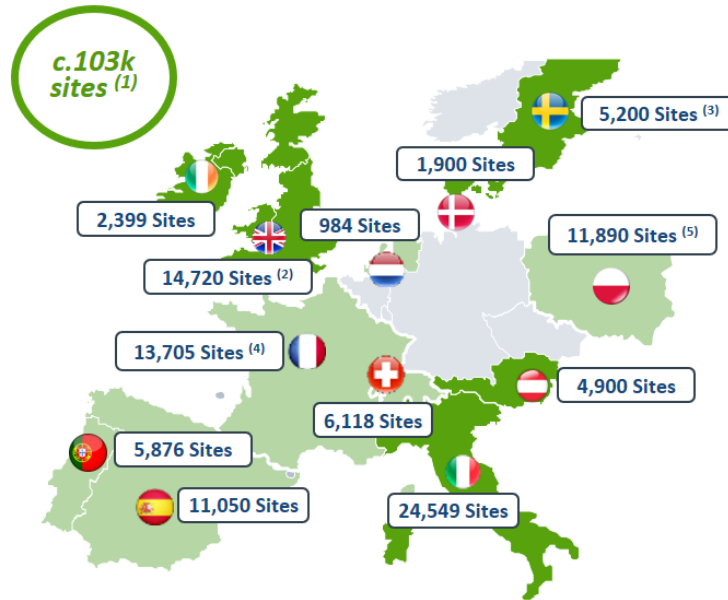 c.103k
sites (1)
5,200 Sites (3)
1,900 Sites
2,399 Sites
984 Sites
11,890 Sites (5)
14,720 Sites (2)
13,705 Sites (4)
4,900 Sites
6,118 Sites
5,876 Sites
11,050 Sites
24,549 Sites